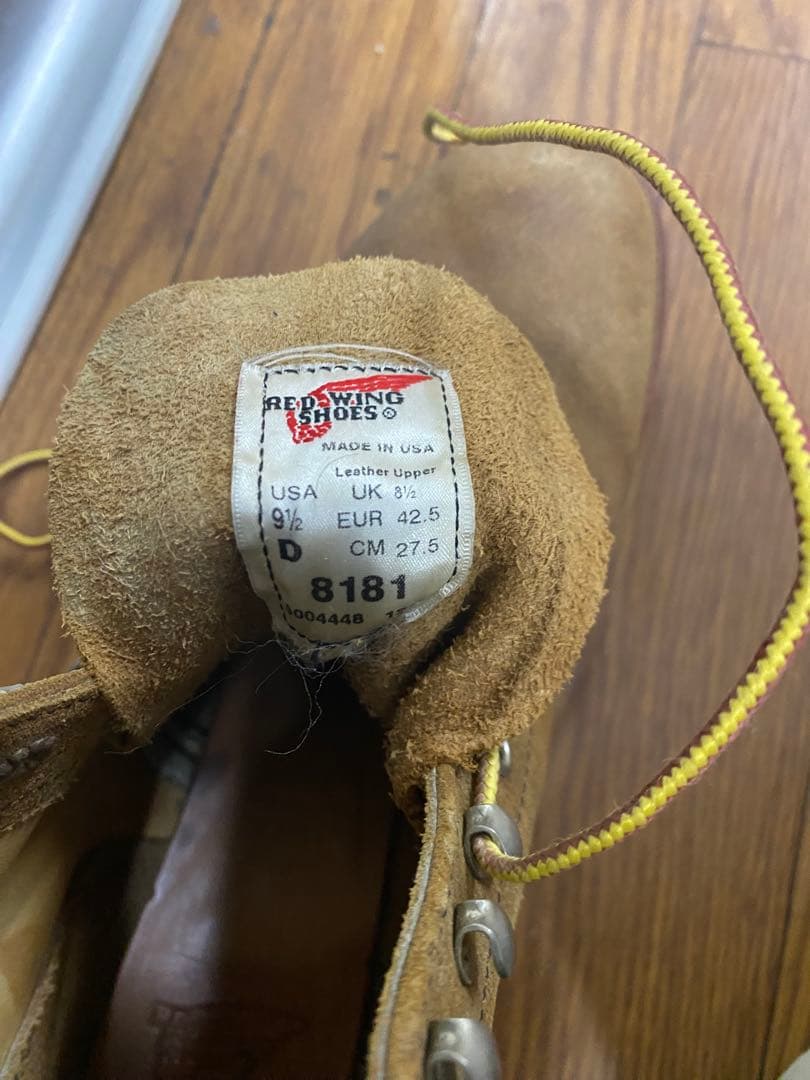 RED WING
SHOES®
MADE IN USA
Leather Upper
USA UK 8½
9½ EUR 42.5
D CM 27.5
8181
004448